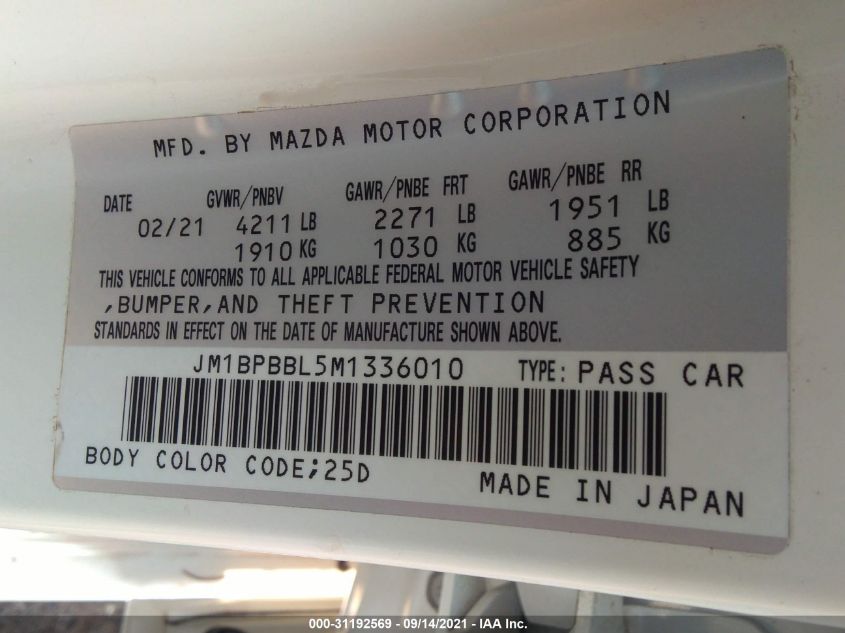 MFD. BY MAZDA MOTOR CORPORATION
DATE GVWR/PNBV GAWR/PNBE FRT GAWR/PNBE RR
02/21 4211 LB 2271 LB 1951 LB
1910 KG 1030 KG 885 KG
THIS VEHICLE CONFORMS TO ALL APPLICABLE FEDERAL MOTOR VEHICLE SAFETY
,BUMPER,AND THEFT PREVENTION
STANDARDS IN EFFECT ON THE DATE OF MANUFACTURE SHOWN ABOVE.
JM1BPBBL5M1336010 TYPE: PASS CAR
BODY COLOR CODE;25D MADE IN JAPAN
000-31192569 - 09/14/2021 - IAA Inc.